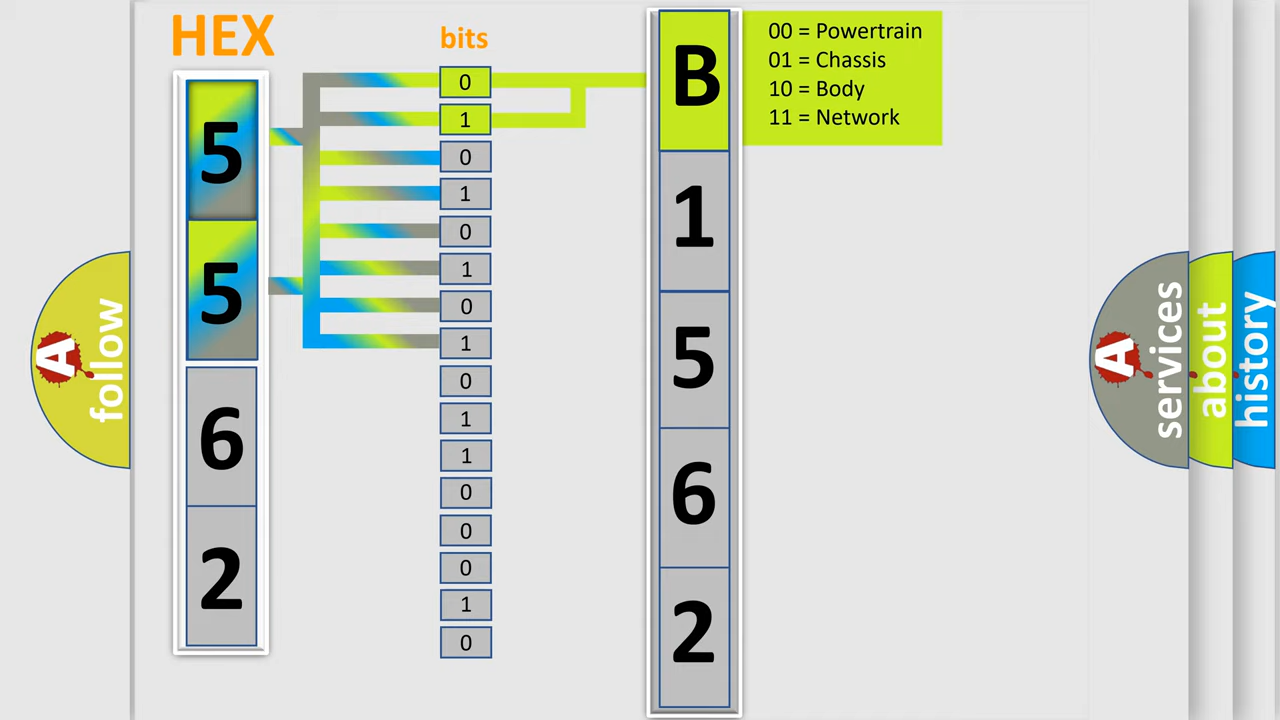 HEX
bits
5
5
6
2
0
1
0
1
0
1
0
1
0
1
1
0
0
0
1
0
B
1
5
6
2
00 = Powertrain
01 = Chassis
10 = Body
11 = Network
A
follow
A
services
about
history